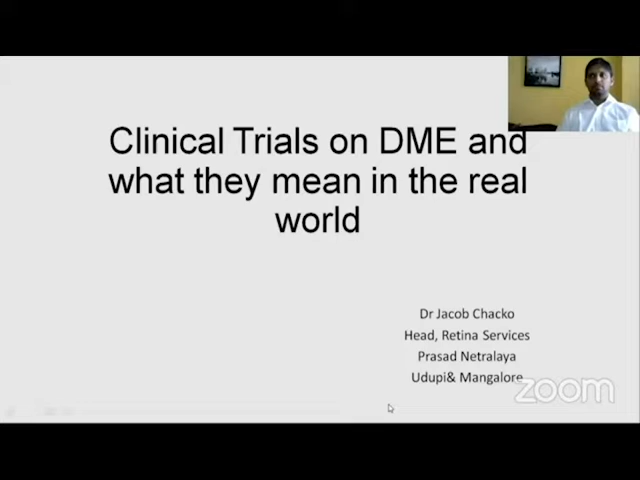 Clinical Trials on DME and
what they mean in the real
world
Dr Jacob Chacko
Head, Retina Services
Prasad Netralaya
Udupi& Mangalore
zoom